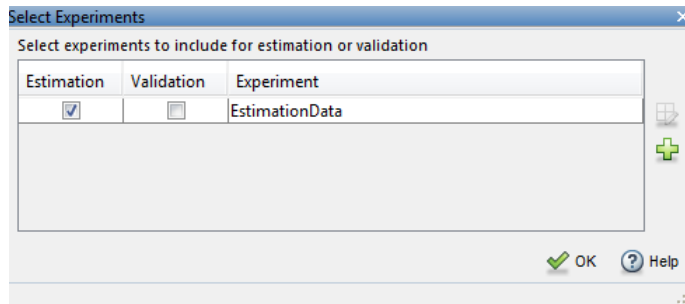 Select Experiments
Select experiments to include for estimation or validation
Estimation Validation Experiment
EstimationData
OK Help